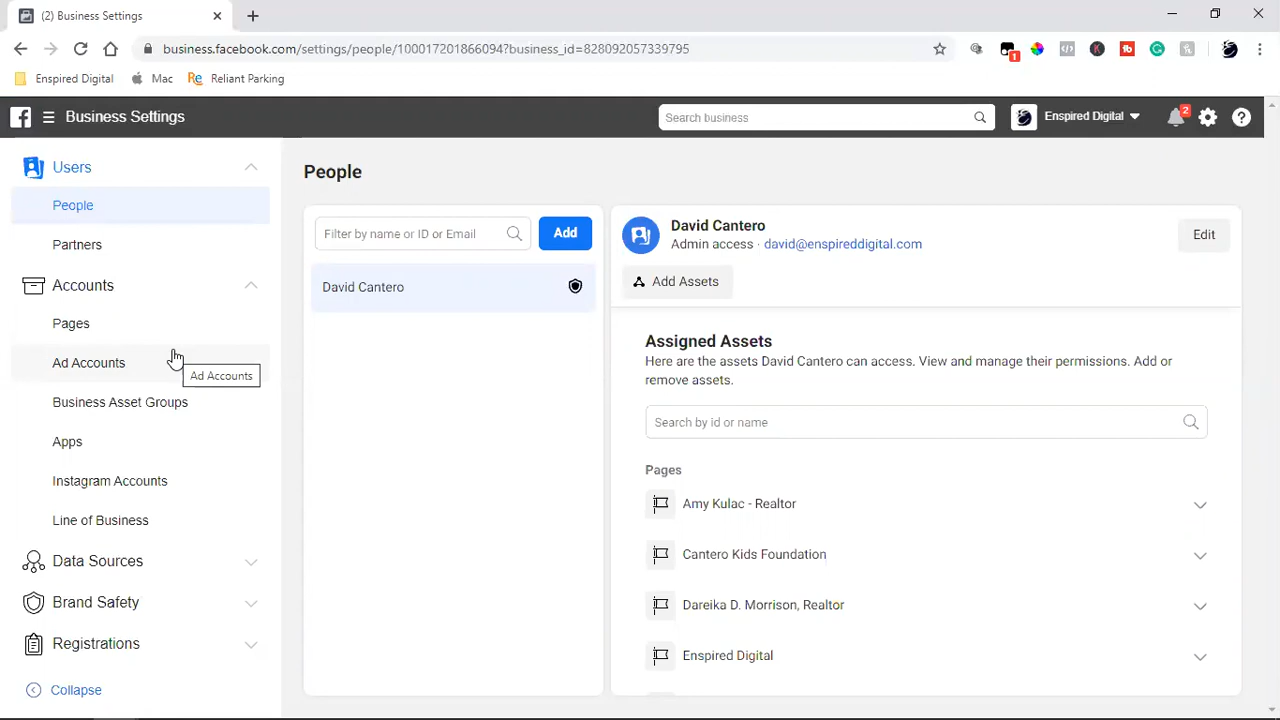 (2) Business Settings
business.facebook.com/settings/people/100017201866094?business_id=828092057339795
1
Enspired Digital
Mac
Reliant Parking
Business Settings
Search business
Enspired Digital
2
Users
People
Partners
Accounts
Pages
Ad Accounts
Ad Accounts
Business Asset Groups
Apps
Instagram Accounts
Line of Business
Data Sources
Brand Safety
Registrations
Collapse
People
Filter by name or ID or Email
Add
David Cantero
David Cantero
Admin access · david@enspireddigital.com
Edit
Add Assets
Assigned Assets
Here are the assets David Cantero can access. View and manage their permissions. Add or
remove assets.
Search by id or name
Pages
Amy Kulac - Realtor
Cantero Kids Foundation
Dareika D. Morrison, Realtor
Enspired Digital